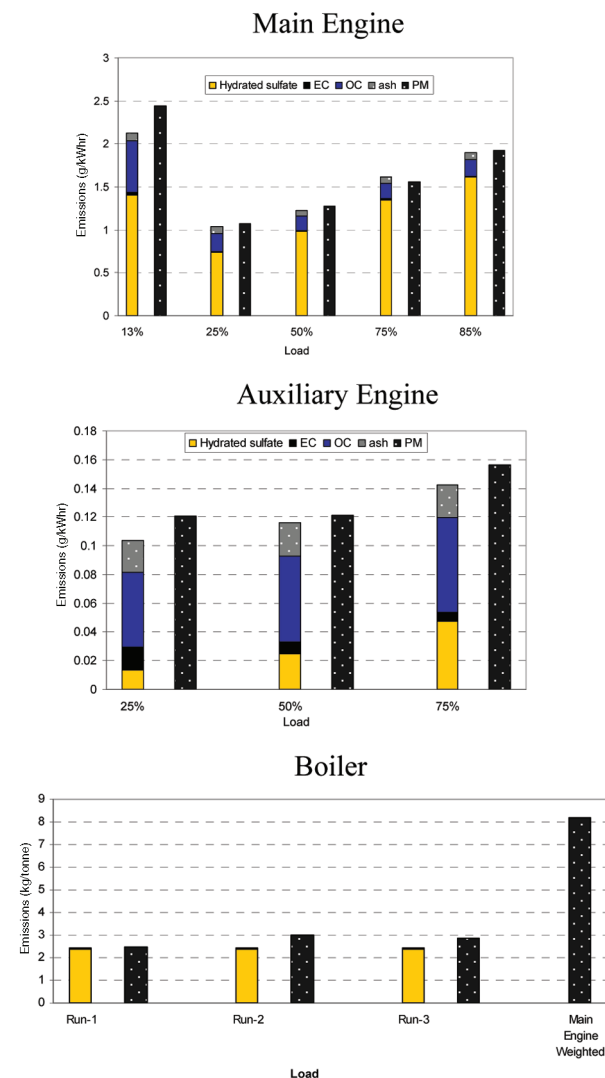 Main Engine
3
2.5
2
1.5
1
0.5
0
Emissions (g/kWhr)
Hydrated sulfate EC OC ash PM
13% 25% 50% 75% 85%
Load
Auxiliary Engine
0.18
0.16
0.14
0.12
0.1
0.08
0.06
0.04
0.02
0
Emissions (g/kWhr)
Hydrated sulfate EC OC ash PM
25% 50% 75%
Load
Boiler
9
8
7
6
5
4
3
2
1
0
Emissions (kg/tonne)
Run-1 Run-2 Run-3 Main
Engine
Weighted
Load